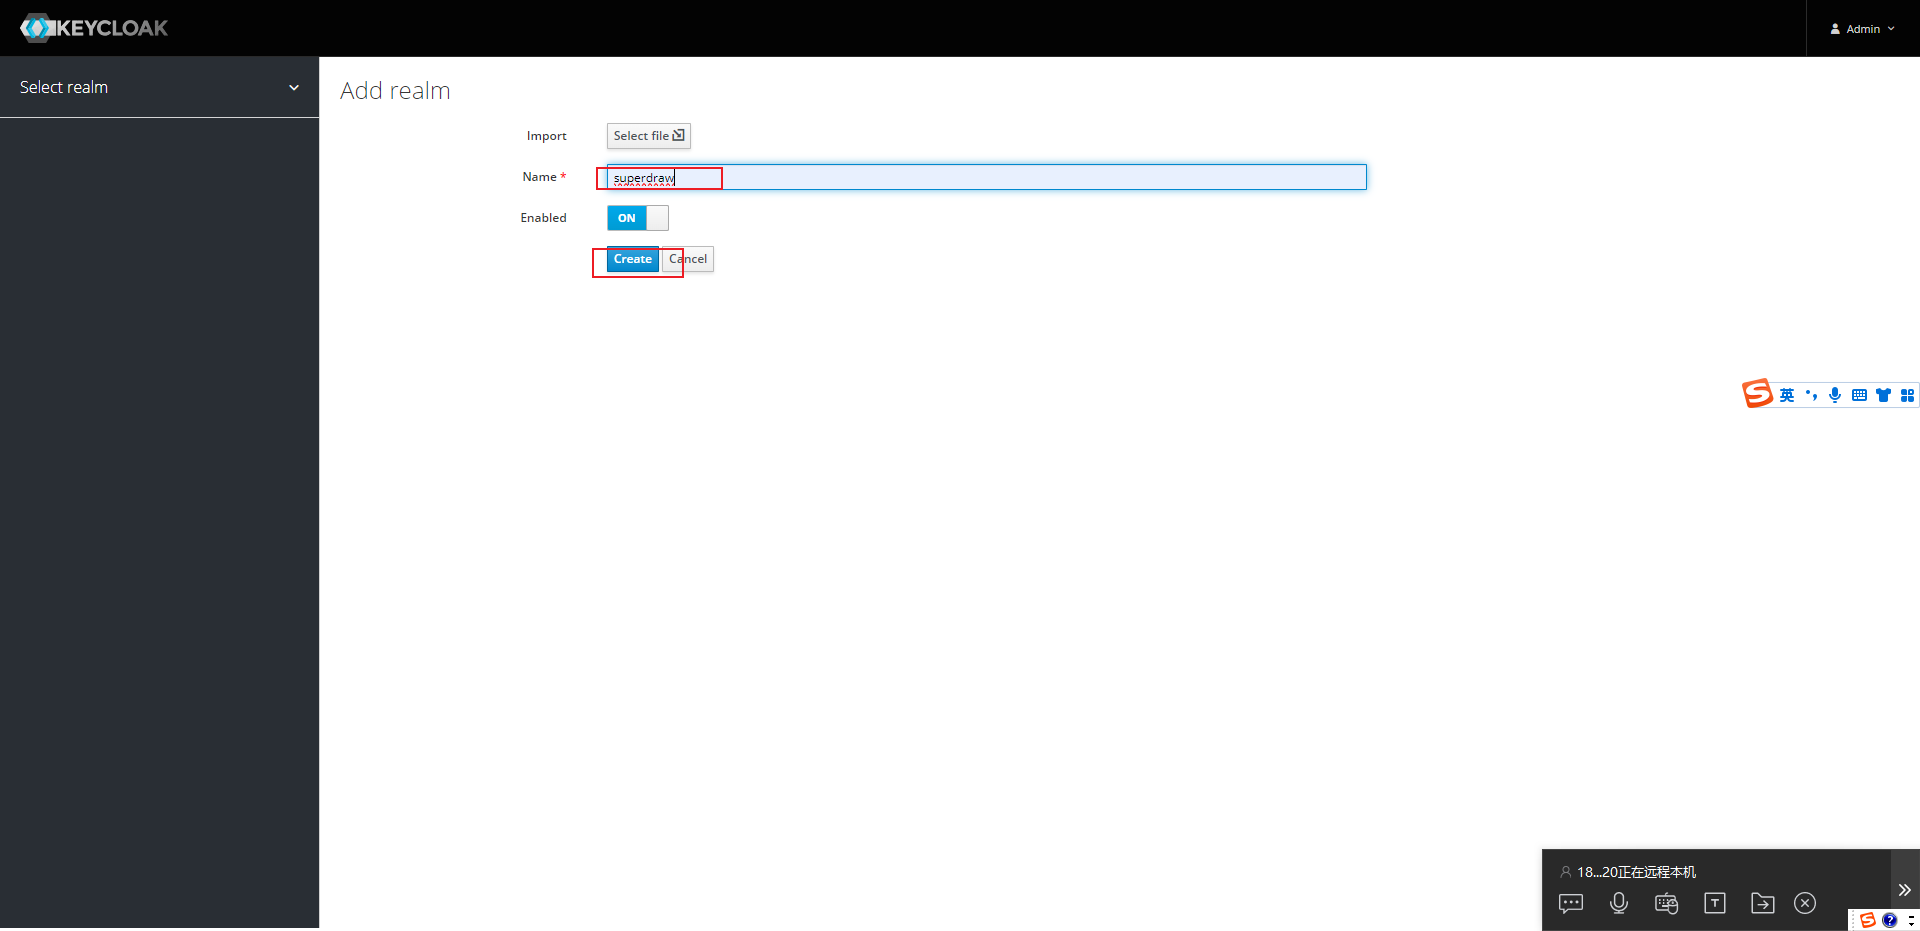 KEYCLOAK
Admin
Select realm
Add realm
Import
Select file
Name *
superdraw
Enabled
ON
Create
Cancel
英
18...20正在远程本机